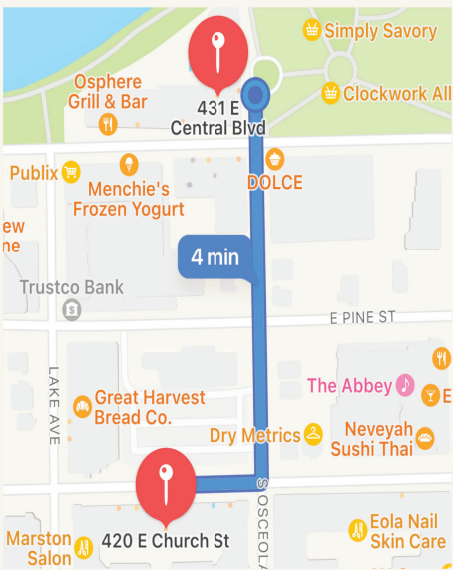 Simply Savory
Osphere
Grill & Bar
431 E
Central Blvd
Clockwork All
Publix
Menchie's
Frozen Yogurt
DOLCE
ew
ne
4 min
Trustco Bank
E PINE ST
LAKE AVE
The Abbey
E
Great Harvest
Bread Co.
Dry Metrics
Neveyah
Sushi Thai
S OSCEOLA
420 E Church St
Marston
Salon
Eola Nail
Skin Care